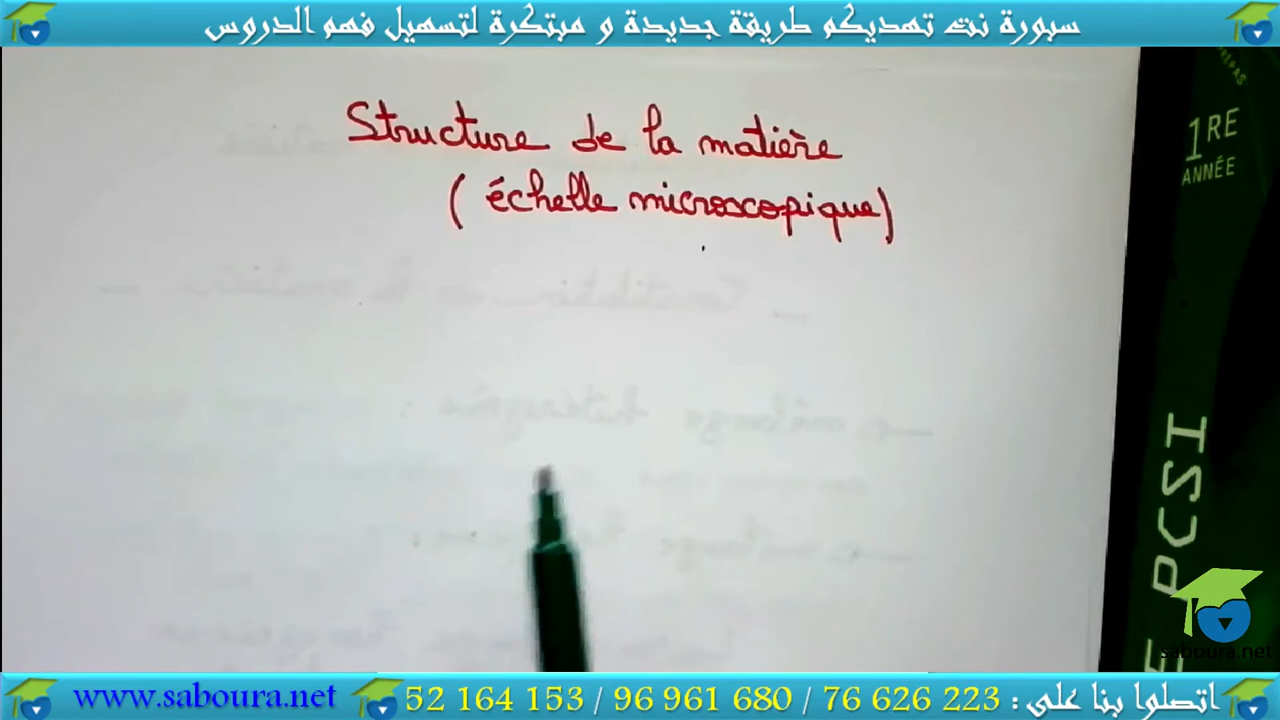 سبورة نت تهديكم طريقة جديدة و مبتكرة لتسهيل فهم الدروس
Structure de la matière
(échelle microscopique)
PREPAS
1RE
ANNÉE
PCSI
saboura.net
www.saboura.net
52 164 153 / 96 961 680 / 76 626 223 : اتصلوا بنا على